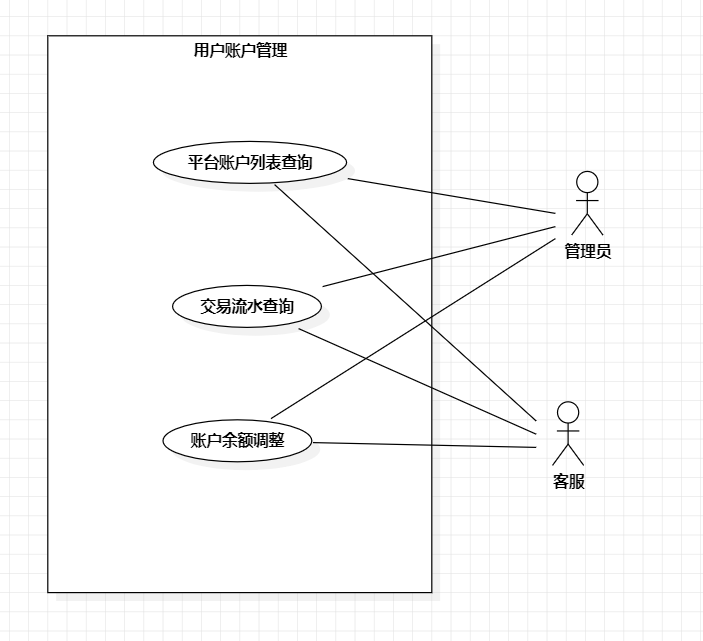 用户账户管理
平台账户列表查询
管理员
交易流水查询
账户余额调整
客服